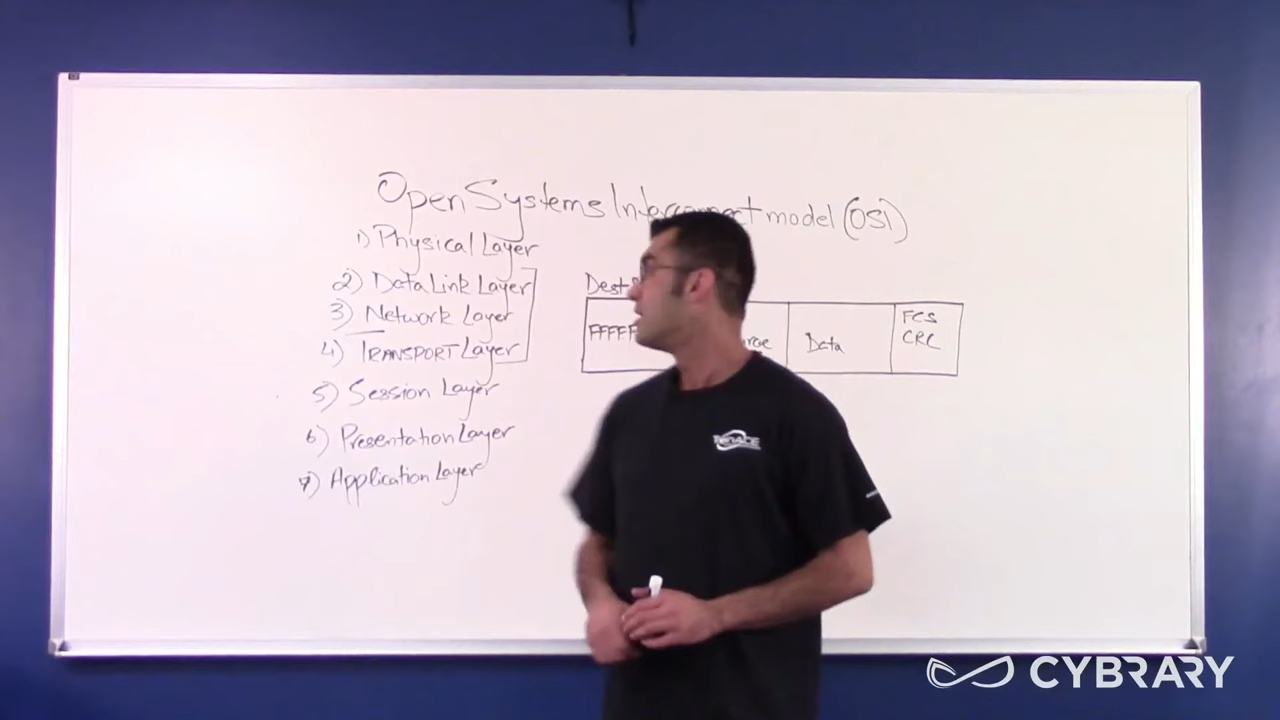 Open Systems Interconnect model (OSI)
1) Physical Layer
2) Data Link Layer
3) Network Layer
4) TRANSPORT Layer
5) Session Layer
6) Presentation Layer
7) Application Layer
Dest
FFFFF
Data
FCS
CRC
CYBRARY